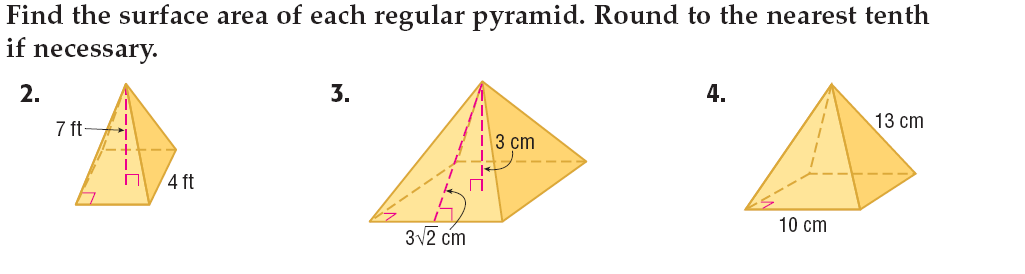 Find the surface area of each regular pyramid. Round to the nearest tenth
if necessary.
2.
7 ft
4 ft
3.
3 cm
3√2 cm
4.
13 cm
10 cm